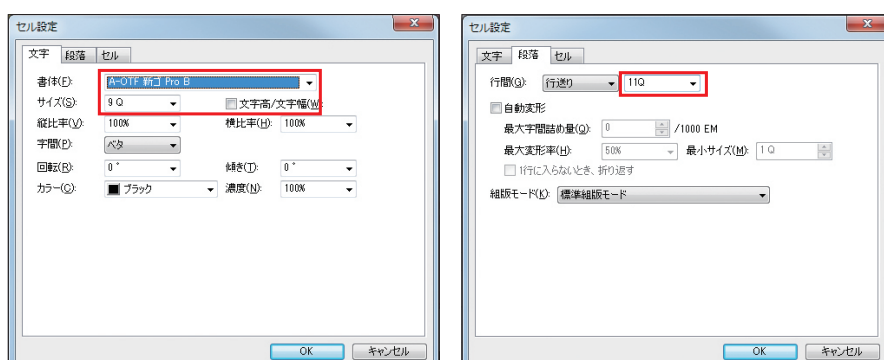 セル設定
文字 段落 セル
書体(F): A-OTF 新ゴ Pro B
サイズ(S): 9 Q 文字高/文字幅(W)
縦比率(V): 100% 横比率(H): 100%
字間(P): ベタ
回転(R): 0 ° 傾き(T): 0 °
カラー(C): ブラック 濃度(N): 100%
OK キャンセル
セル設定
文字 段落 セル
行間(G): 行送り 11Q
自動変形
最大字間詰め量(Q): 0 /1000 EM
最大変形率(H): 50% 最小サイズ(M): 1 Q
1行に入らないとき、折り返す
組版モード(K): 標準組版モード
OK キャンセル